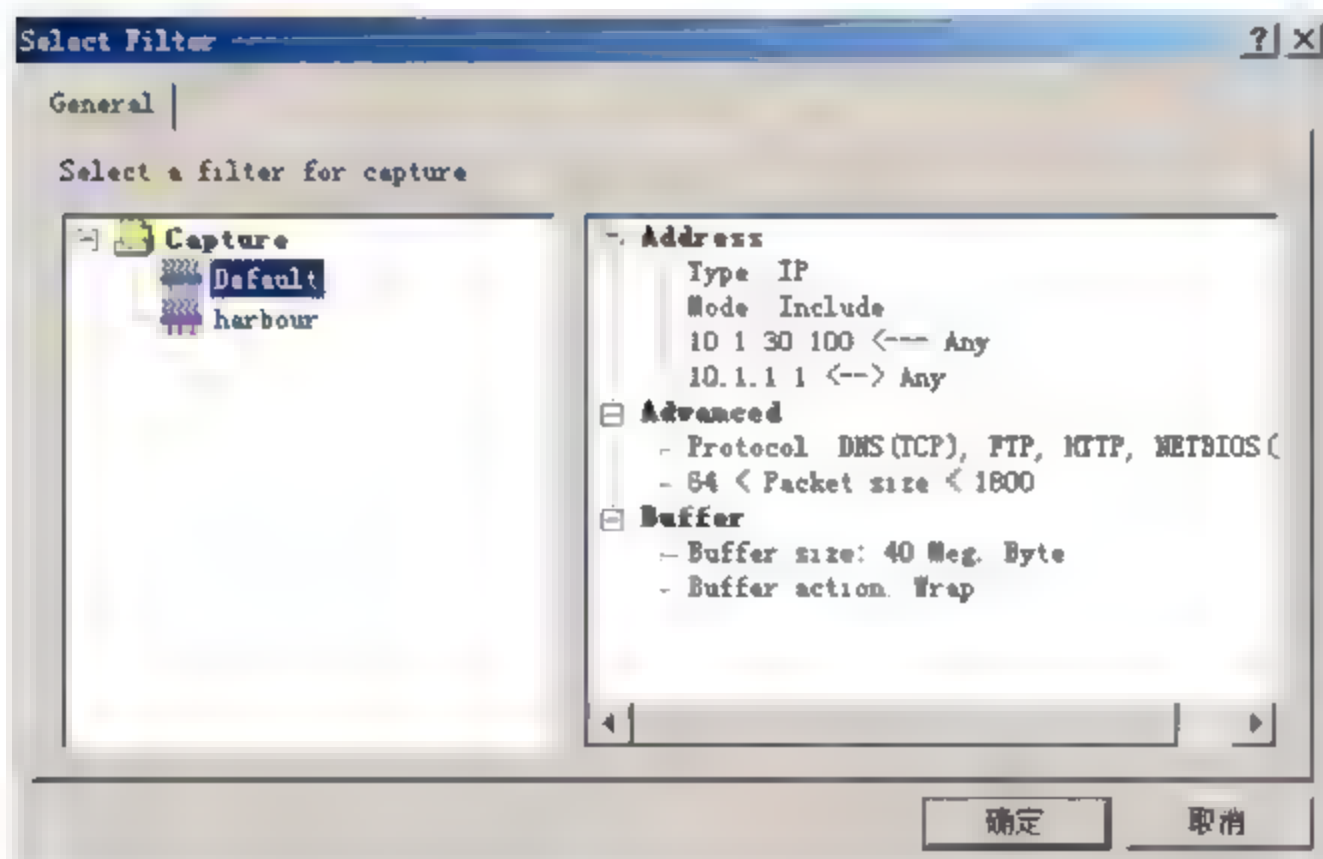 Select Filter
General
Select a filter for capture
Capture
Default
harbour
Address
Type IP
Mode Include
10 1 30 100 <--- Any
10.1.1 1 <--> Any
Advanced
Protocol DNS(TCP), FTP, HTTP, NETBIOS(
64 < Packet size < 1800
Buffer
Buffer size: 40 Meg. Byte
Buffer action. Wrap
确定 取消